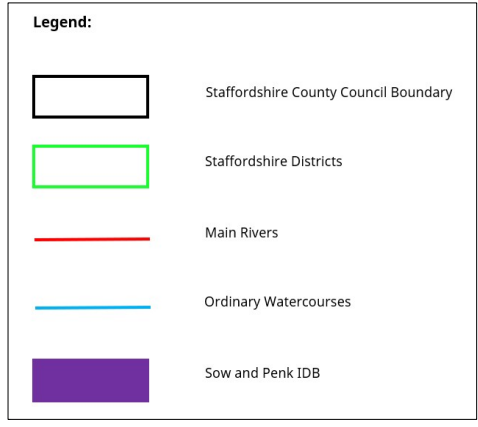 Legend:
Staffordshire County Council Boundary
Staffordshire Districts
Main Rivers
Ordinary Watercourses
Sow and Penk IDB